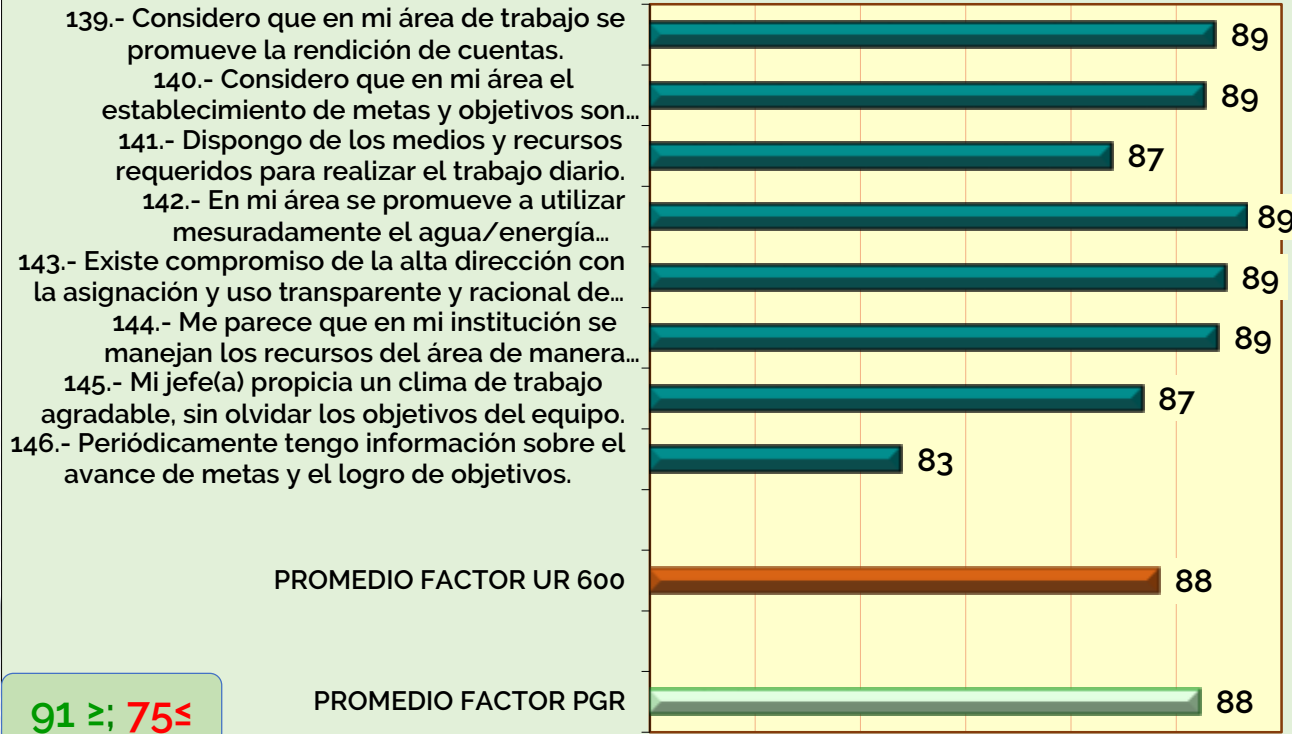 139.- Considero que en mi área de trabajo se
promueve la rendición de cuentas.
89
140.- Considero que en mi área el
establecimiento de metas y objetivos son...
89
141.- Dispongo de los medios y recursos
requeridos para realizar el trabajo diario.
87
142.- En mi área se promueve a utilizar
mesuradamente el agua/energía...
89
143.- Existe compromiso de la alta dirección con
la asignación y uso transparente y racional de...
89
144.- Me parece que en mi institución se
manejan los recursos del área de manera...
89
145.- Mi jefe(a) propicia un clima de trabajo
agradable, sin olvidar los objetivos del equipo.
87
146.- Periódicamente tengo información sobre el
avance de metas y el logro de objetivos.
83
PROMEDIO FACTOR UR 600
88
PROMEDIO FACTOR PGR
88
91 ≥; 75≤